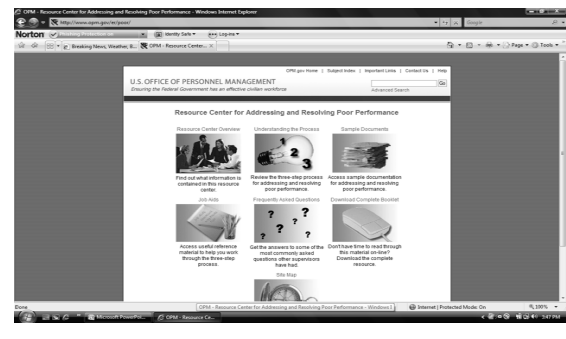 OPM - Resource Center for Addressing and Resolving Poor Performance - Windows Internet Explorer
http://www.opm.gov/er/poor/
Google
Norton
Phishing Protection on
Identity Safe
Log-ins
Breaking News, Weather, B...
OPM - Resource Center...
Page
Tools
OPM.gov Home | Subject Index | Important Links | Contact Us | Help
U.S. OFFICE OF PERSONNEL MANAGEMENT
Ensuring the Federal Government has an effective civilian workforce
Go
Advanced Search
Resource Center for Addressing and Resolving Poor Performance
Resource Center Overview
Understanding the Process
Sample Documents
1
2
3
Find out what information is
contained in this resource
center.
Review the three-step process
for addressing and resolving
poor performance.
Access sample documentation
for addressing and resolving
poor performance.
Job Aids
Frequently Asked Questions
Download Complete Booklet
? ? ? ? ?
Access useful reference
material to help you work
through the three-step
process.
Get the answers to some of the
most commonly asked
questions other supervisors
have had.
Don't have time to read through
this material on-line?
Download the complete
resource.
Site Map
Done
OPM - Resource Center for Addressing and Resolving Poor Performance - Windows I
Internet | Protected Mode: On
100%
Microsoft PowerPoi...
OPM - Resource Ce...
3:47 PM